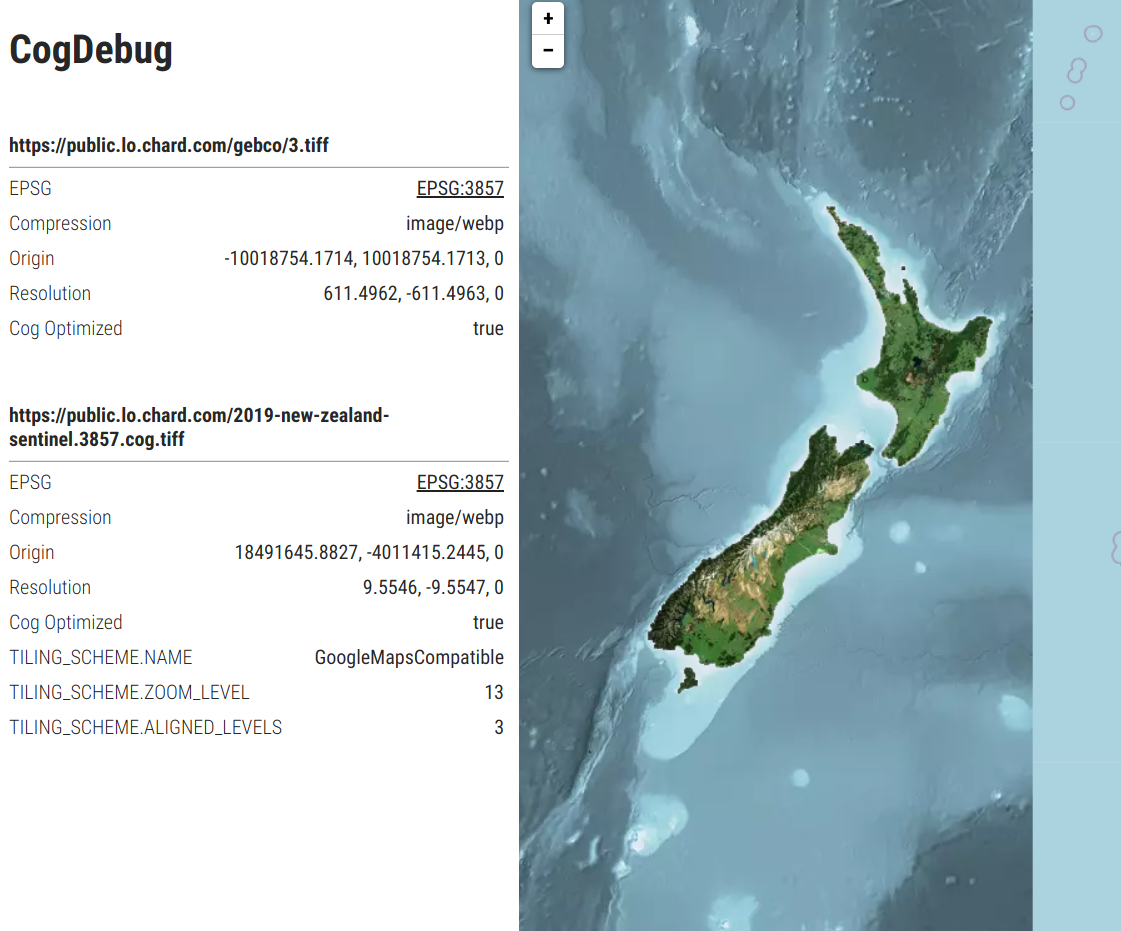 CogDebug
+
−
https://public.lo.chard.com/gebco/3.tiff
EPSG EPSG:3857
Compression image/webp
Origin -10018754.1714, 10018754.1713, 0
Resolution 611.4962, -611.4963, 0
Cog Optimized true
https://public.lo.chard.com/2019-new-zealand-
sentinel.3857.cog.tiff
EPSG EPSG:3857
Compression image/webp
Origin 18491645.8827, -4011415.2445, 0
Resolution 9.5546, -9.5547, 0
Cog Optimized true
TILING_SCHEME.NAME GoogleMapsCompatible
TILING_SCHEME.ZOOM_LEVEL 13
TILING_SCHEME.ALIGNED_LEVELS 3